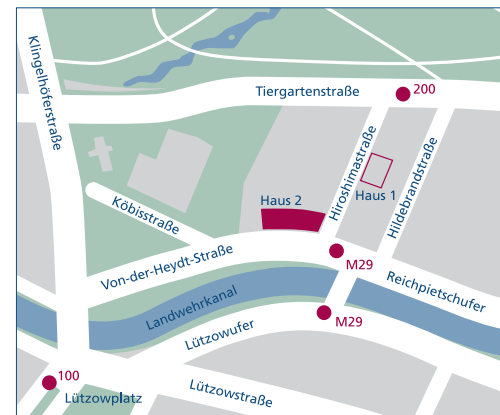 Klingelhöferstraße
Tiergartenstraße
200
Hiroshimastraße
Haus 1
Hildebrandstraße
Haus 2
Köbisstraße
Von-der-Heydt-Straße
M29
Reichpietschufer
Landwehrkanal
Lützowufer
M29
100
Lützowplatz
Lützowstraße